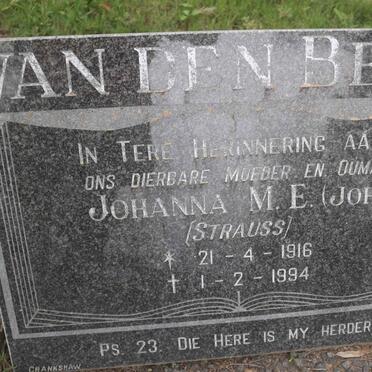 VAN DEN BE
IN TERE HERINNERING AA
ONS DIERBARE MOEDER EN OUMA
JOHANNA M.E. (JOH
(STRAUSS)
* 21 - 4 - 1916
† 1 - 2 - 1994
PS. 23. DIE HERE IS MY HERDER
CRANKSHAW